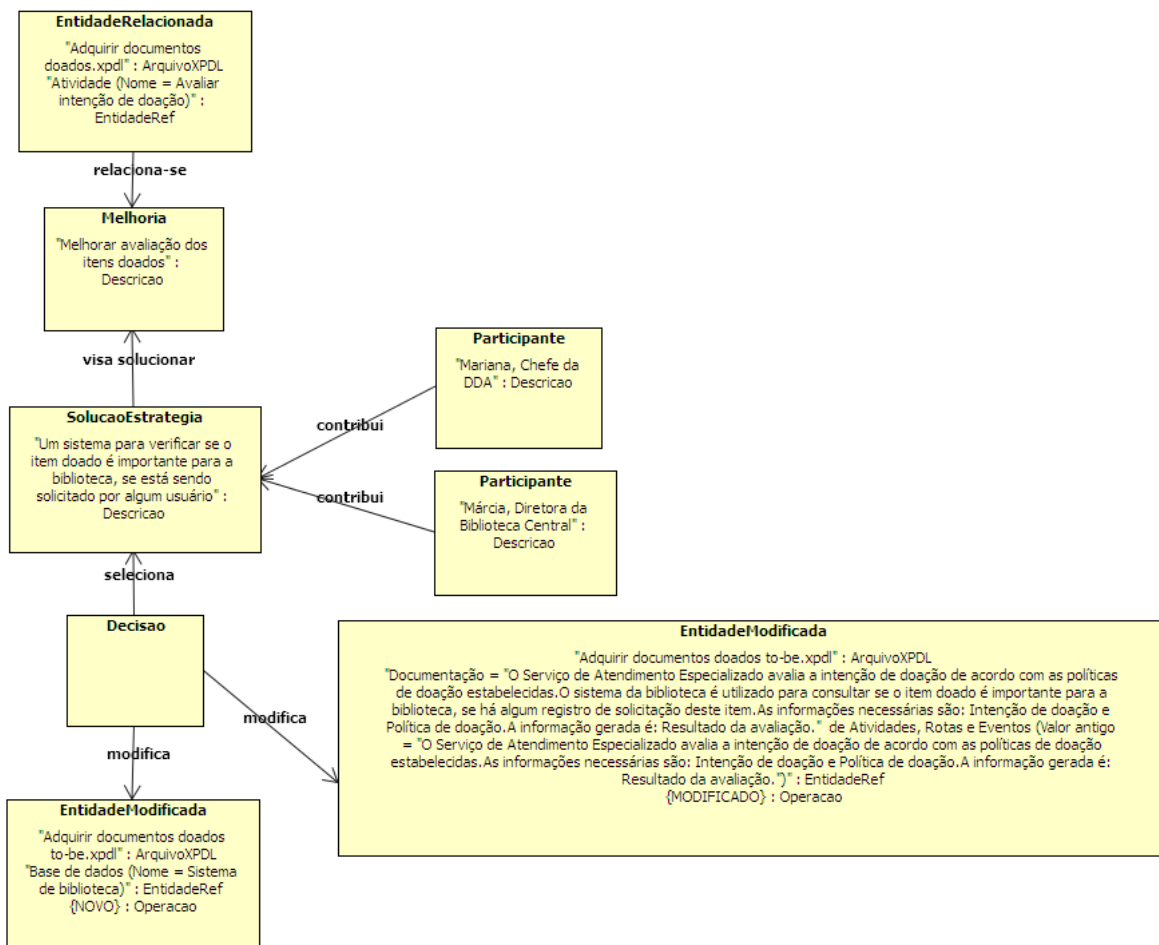 EntidadeRelacionada
"Adquirir documentos
doados.xpdl" : ArquivoXPDL
"Atividade (Nome = Avaliar
intenção de doação)" :
EntidadeRef
relaciona-se
Melhoria
"Melhorar avaliação dos
itens doados" :
Descricao
visa solucionar
Participante
"Mariana, Chefe da
DDA" : Descricao
contribui
SolucaoEstrategia
"Um sistema para verificar se o
item doado é importante para a
biblioteca, se está sendo
solicitado por algum usuário" :
Descricao
Participante
"Márcia, Diretora da
Biblioteca Central" :
Descricao
contribui
seleciona
Decisao
modifica
modifica
EntidadeModificada
"Adquirir documentos doados to-be.xpdl" : ArquivoXPDL
"Documentação = "O Serviço de Atendimento Especializado avalia a intenção de doação de acordo com as políticas
de doação estabelecidas.O sistema da biblioteca é utilizado para consultar se o item doado é importante para a
biblioteca, se há algum registro de solicitação deste item.As informações necessárias são: Intenção de doação e
Política de doação.A informação gerada é: Resultado da avaliação." de Atividades, Rotas e Eventos (Valor antigo
= "O Serviço de Atendimento Especializado avalia a intenção de doação de acordo com as políticas de doação
estabelecidas.As informações necessárias são: Intenção de doação e Política de doação.A informação gerada é:
Resultado da avaliação.")" : EntidadeRef
{MODIFICADO} : Operacao
EntidadeModificada
"Adquirir documentos doados
to-be.xpdl" : ArquivoXPDL
"Base de dados (Nome = Sistema
de biblioteca)" : EntidadeRef
{NOVO} : Operacao